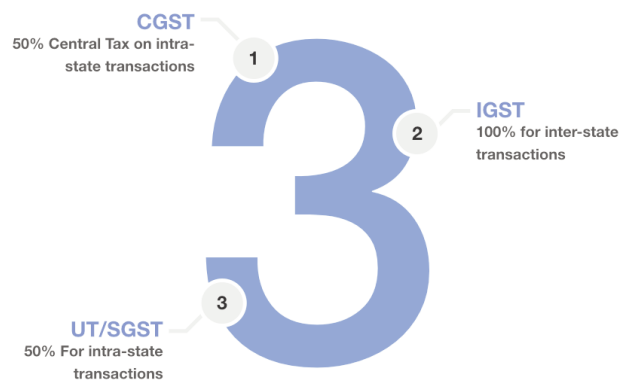 CGST
50% Central Tax on intra-
state transactions
1
IGST
100% for inter-state
transactions
2
3
UT/SGST
50% For intra-state
transactions